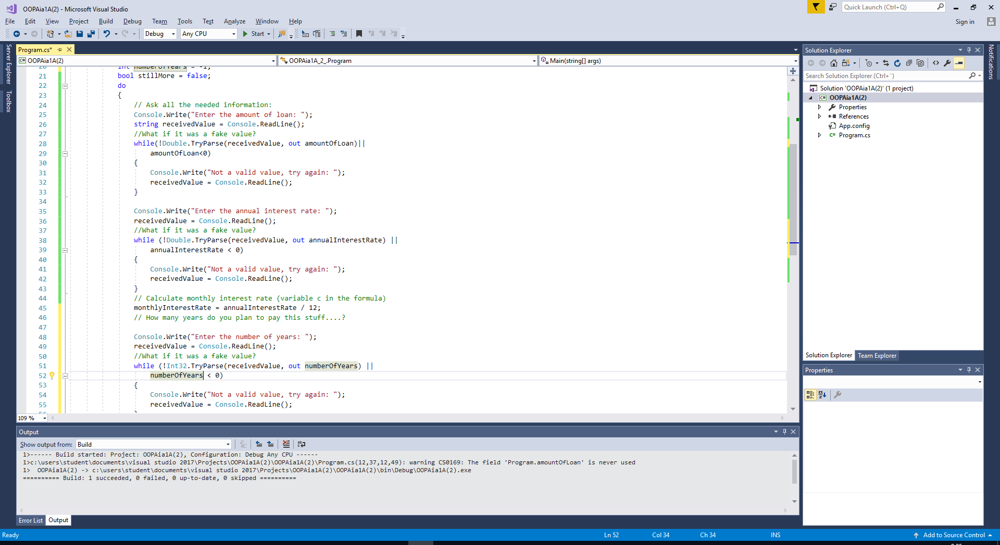 OOPAia1A(2) - Microsoft Visual Studio
Quick Launch (Ctrl+Q)
File Edit View Project Build Debug Team Tools Test Analyze Window Help
Sign in
Debug Any CPU Start
Server Explorer
Toolbox
Program.cs*
OOPAia1A(2) OOPAia1A_2_.Program Main(string[] args)
20 int numberOfYears = -1;
21 bool stillMore = false;
22 do
23 {
24 // Ask all the needed information:
25 Console.Write("Enter the amount of loan: ");
26 string receivedValue = Console.ReadLine();
27 //What if it was a fake value?
28 while(!Double.TryParse(receivedValue, out amountOfLoan)||
29 amountOfLoan<0)
30 {
31 Console.Write("Not a valid value, try again: ");
32 receivedValue = Console.ReadLine();
33 }
34
35 Console.Write("Enter the annual interest rate: ");
36 receivedValue = Console.ReadLine();
37 //What if it was a fake value?
38 while (!Double.TryParse(receivedValue, out annualInterestRate) ||
39 annualInterestRate < 0)
40 {
41 Console.Write("Not a valid value, try again: ");
42 receivedValue = Console.ReadLine();
43 }
44 // Calculate monthly interest rate (variable c in the formula)
45 monthlyInterestRate = annualInterestRate / 12;
46 // How many years do you plan to pay this stuff....?
47
48 Console.Write("Enter the number of years: ");
49 receivedValue = Console.ReadLine();
50 //What if it was a fake value?
51 while (!Int32.TryParse(receivedValue, out numberOfYears) ||
52 numberOfYears < 0)
53 {
54 Console.Write("Not a valid value, try again: ");
55 receivedValue = Console.ReadLine();
109 %
Output
Show output from: Build
1>------ Build started: Project: OOPAia1A(2), Configuration: Debug Any CPU ------
1>c:\users\student\documents\visual studio 2017\Projects\OOPAia1A(2)\OOPAia1A(2)\Program.cs(12,37,12,49): warning CS0169: The field 'Program.amountOfLoan' is never used
1>  OOPAia1A(2) -> c:\users\student\documents\visual studio 2017\Projects\OOPAia1A(2)\OOPAia1A(2)\bin\Debug\OOPAia1A(2).exe
========== Build: 1 succeeded, 0 failed, 0 up-to-date, 0 skipped ==========
Error List Output
Solution Explorer
Search Solution Explorer (Ctrl+¨)
Solution 'OOPAia1A(2)' (1 project)
C# OOPAia1A(2)
Properties
References
App.config
C# Program.cs
Solution Explorer Team Explorer
Properties
Notifications
Ready Ln 52 Col 34 Ch 34 INS Add to Source Control